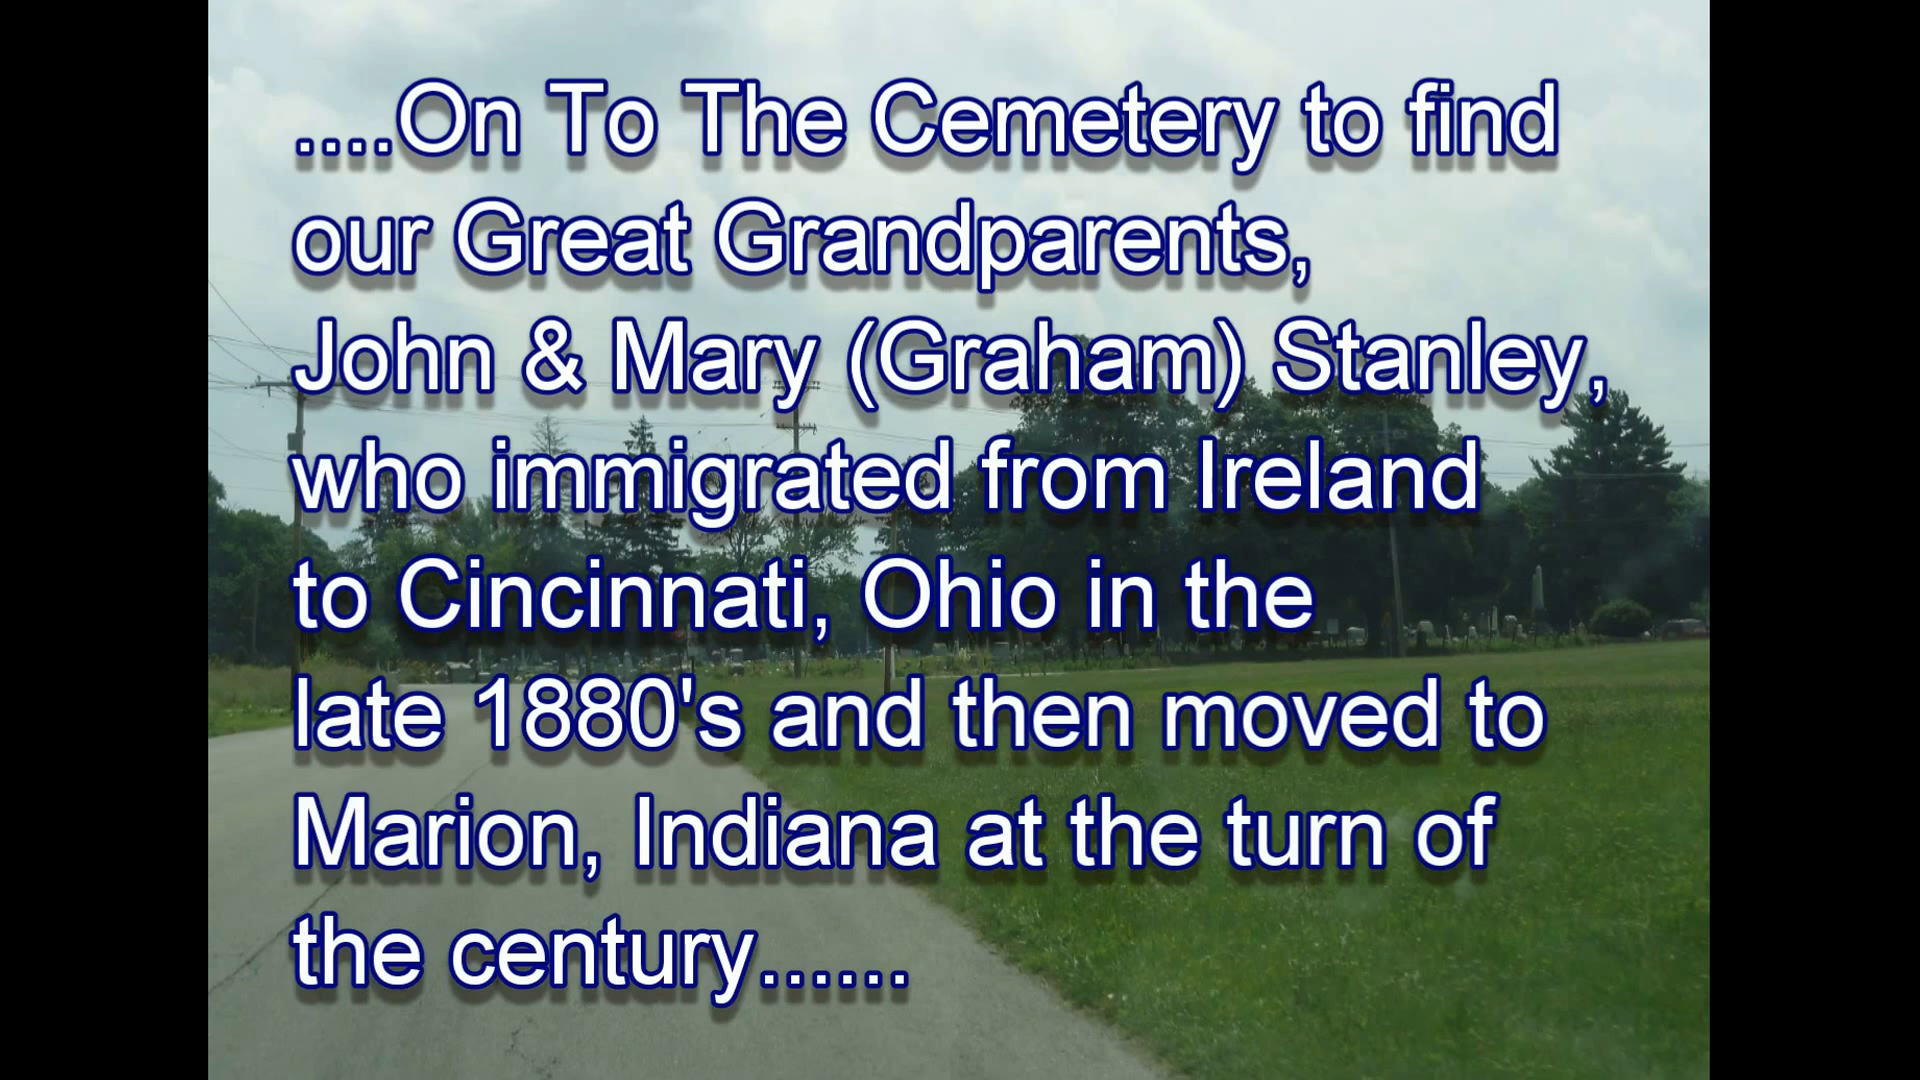 ....On To The Cemetery to find
our Great Grandparents,
John & Mary (Graham) Stanley,
who immigrated from Ireland
to Cincinnati, Ohio in the
late 1880's and then moved to
Marion, Indiana at the turn of
the century......